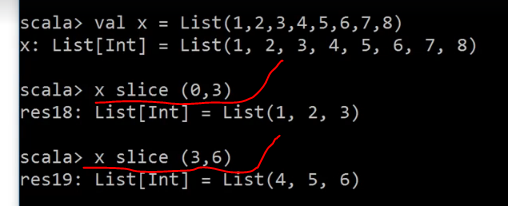 scala> val x = List(1,2,3,4,5,6,7,8)
x: List[Int] = List(1, 2, 3, 4, 5, 6, 7, 8)
scala> x slice (0,3)
res18: List[Int] = List(1, 2, 3)
scala> x slice (3,6)
res19: List[Int] = List(4, 5, 6)